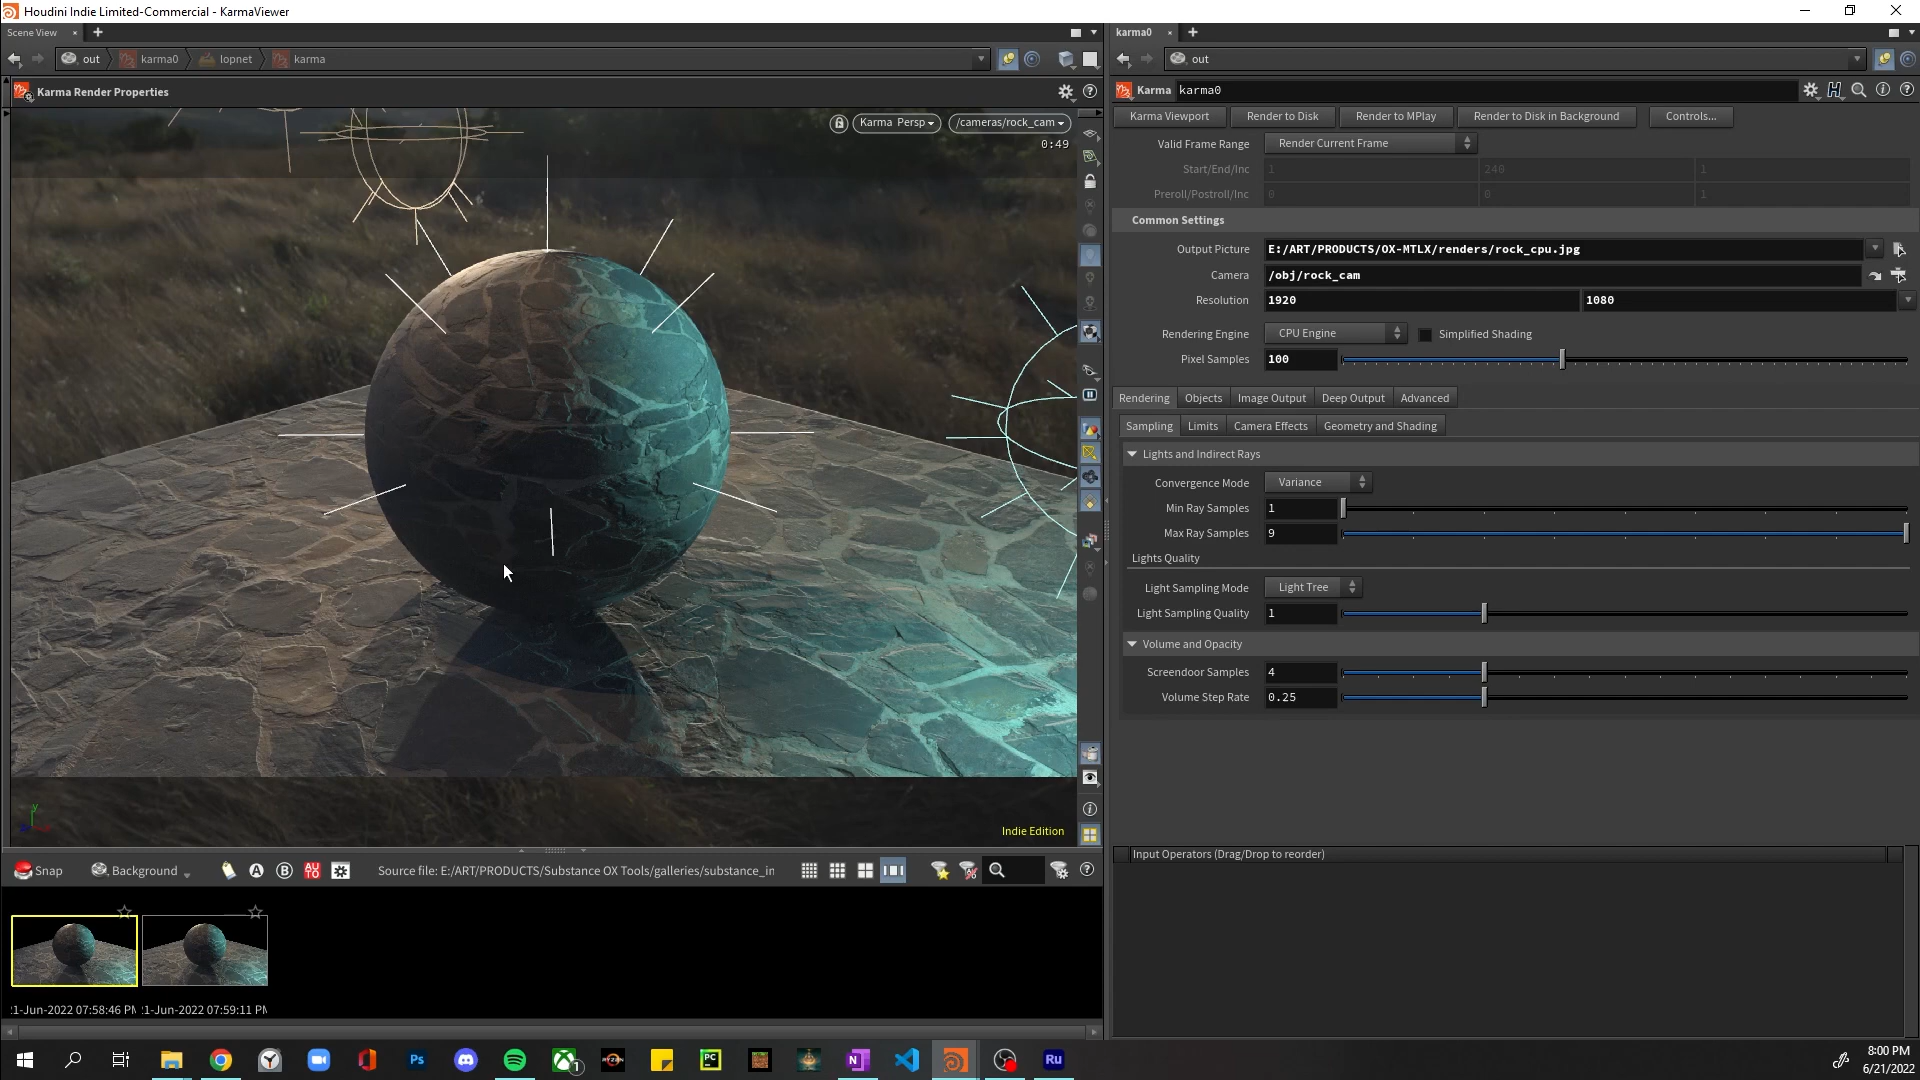 Houdini Indie Limited-Commercial - KarmaViewer
Scene View
out
karma0
lopnet
karma
Karma Render Properties
Karma Persp
/cameras/rock_cam
0:49
Indie Edition
Snap
Background
A
B
AU
TO
Source file: E:/ART/PRODUCTS/Substance OX Tools/galleries/substance_in
1-Jun-2022 07:58:46 PM
1-Jun-2022 07:59:11 PM
karma0
out
Karma
karma0
Karma Viewport
Render to Disk
Render to MPlay
Render to Disk in Background
Controls...
Valid Frame Range
Render Current Frame
Start/End/Inc
1
240
1
Preroll/Postroll/Inc
0
0
1
Common Settings
Output Picture
E:/ART/PRODUCTS/OX-MTLX/renders/rock_cpu.jpg
Camera
/obj/rock_cam
Resolution
1920
1080
Rendering Engine
CPU Engine
Simplified Shading
Pixel Samples
100
Rendering
Objects
Image Output
Deep Output
Advanced
Sampling
Limits
Camera Effects
Geometry and Shading
Lights and Indirect Rays
Convergence Mode
Variance
Min Ray Samples
1
Max Ray Samples
9
Lights Quality
Light Sampling Mode
Light Tree
Light Sampling Quality
1
Volume and Opacity
Screendoor Samples
4
Volume Step Rate
0.25
Input Operators (Drag/Drop to reorder)
Ps
1
RYZEN
PC
N
Ru
8:00 PM
6/21/2022